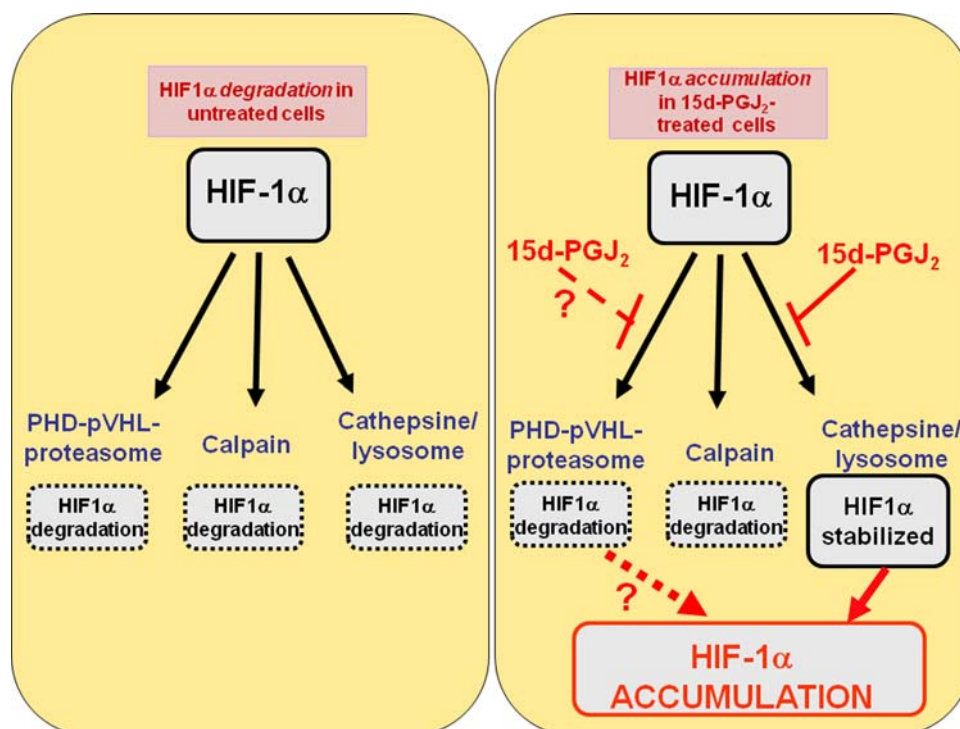 HIF1α degradation in
untreated cells
HIF-1α
PHD-pVHL-
proteasome
Calpain
Cathepsine/
lysosome
HIF1α
degradation
HIF1α
degradation
HIF1α
degradation
HIF1α accumulation
in 15d-PGJ₂-
treated cells
HIF-1α
15d-PGJ₂
?
15d-PGJ₂
PHD-pVHL-
proteasome
Calpain
Cathepsine/
lysosome
HIF1α
degradation
HIF1α
degradation
HIF1α
stabilized
?
HIF-1α
ACCUMULATION